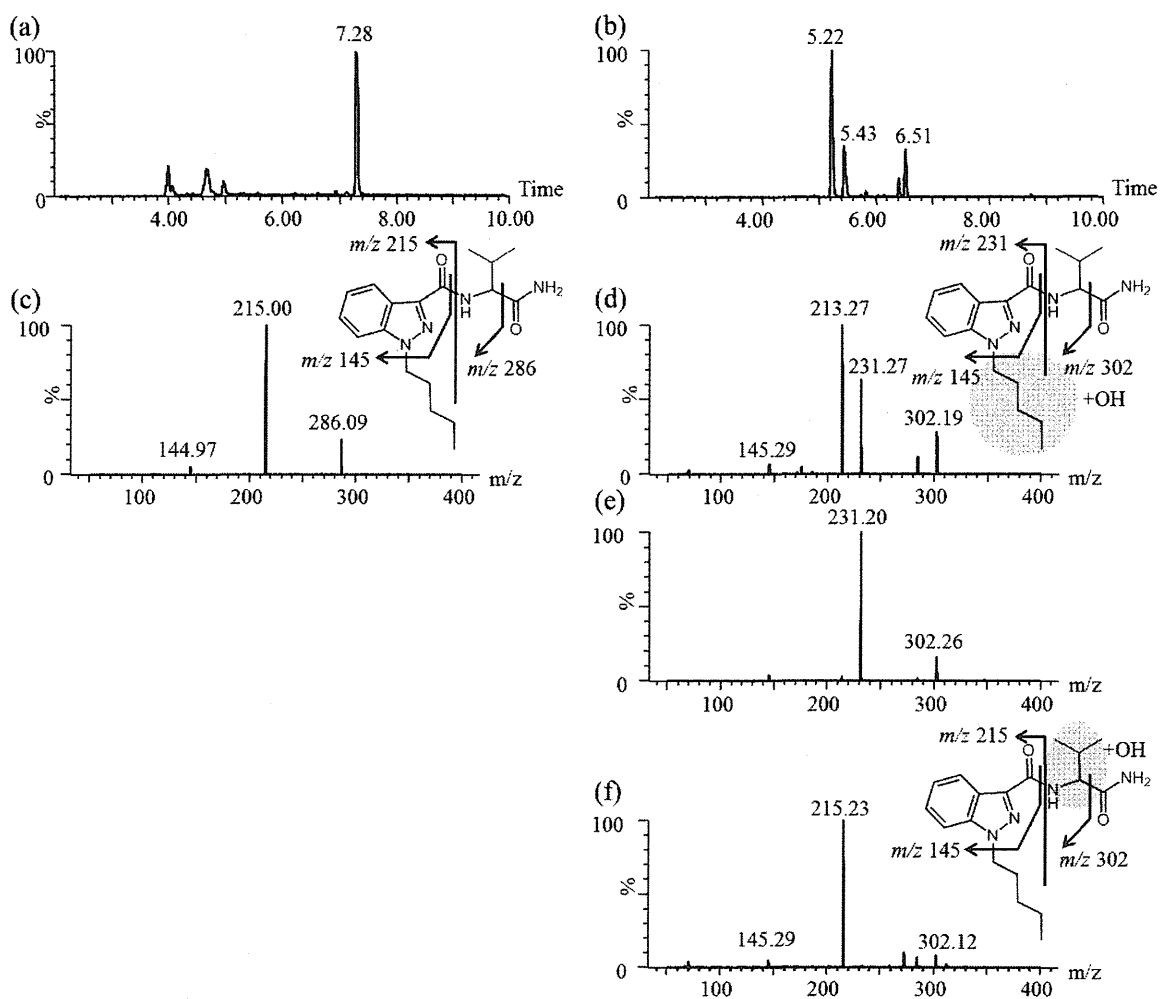 (a)
7.28
100
%
0
4.00 6.00 8.00 10.00
Time
(b)
5.22
5.43
6.51
100
%
0
4.00 6.00 8.00 10.00
Time
(c)
215.00
286.09
144.97
100
%
0
100 200 300 400 m/z
m/z 215
m/z 145
m/z 286
O
N
H
NH₂
O
N
N
(d)
213.27
231.27
302.19
145.29
100
%
0
100 200 300 400 m/z
m/z 231
m/z 145
m/z 302
+OH
O
N
H
NH₂
O
N
N
(e)
231.20
302.26
100
%
0
100 200 300 400 m/z
(f)
215.23
145.29
302.12
100
%
0
100 200 300 400 m/z
m/z 215
m/z 145
m/z 302
+OH
O
N
H
NH₂
O
N
N